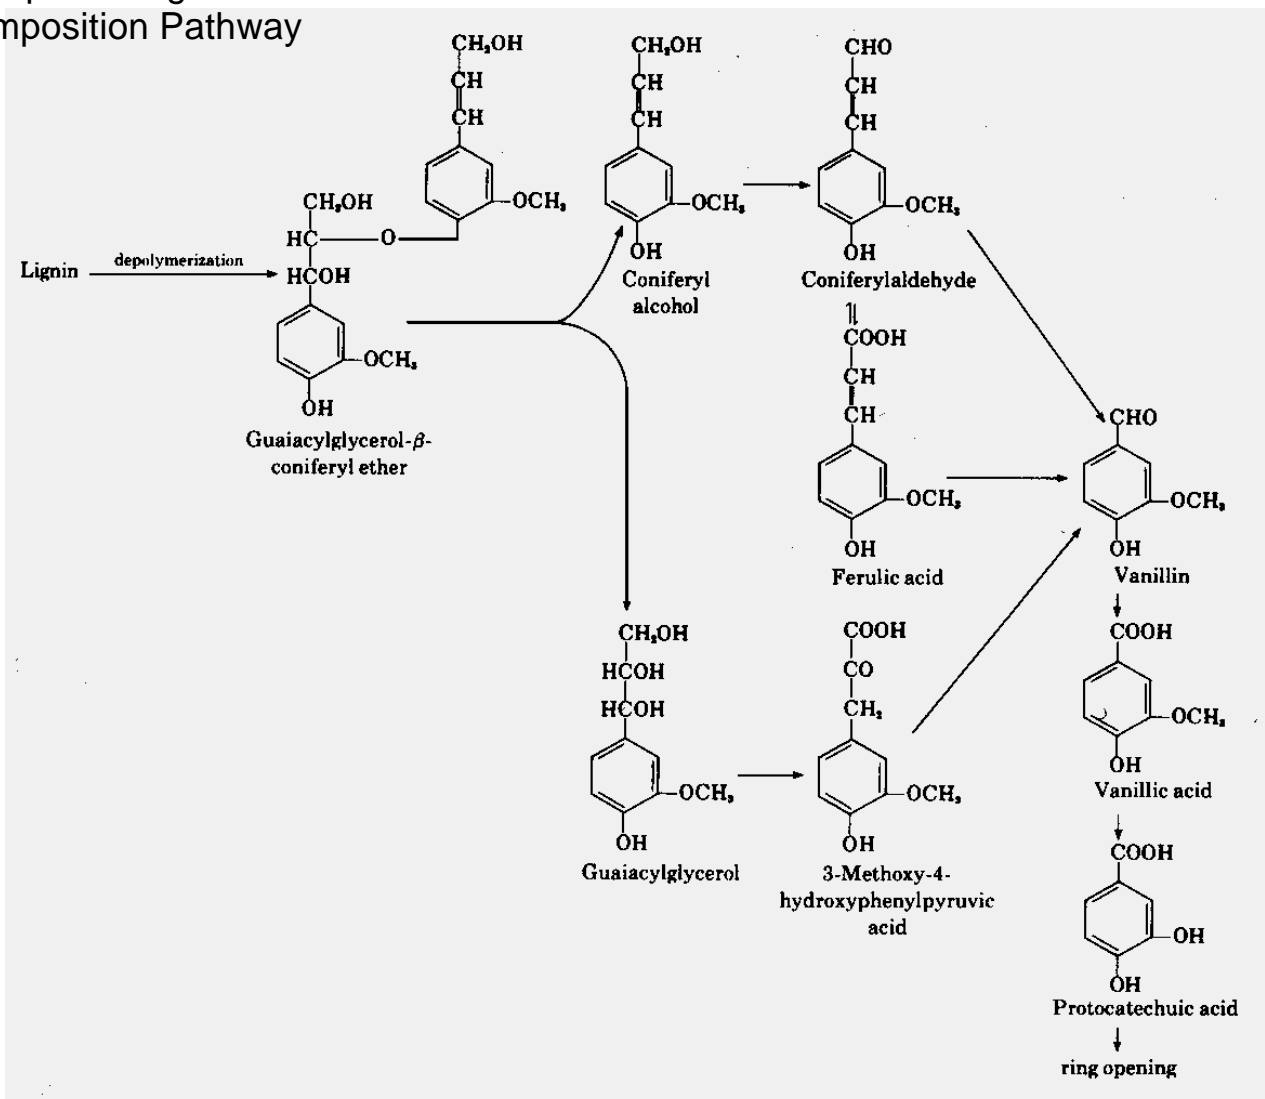 mposition Pathway
CH₂OH
CH
CH
OCH₃
CH₂OH
HC
O
HCOH
OCH₃
OH
Lignin
depolymerization
Guaiacylglycerol-β-
coniferyl ether
CH₂OH
CH
CH
OCH₃
OH
Coniferyl
alcohol
CHO
CH
CH
OCH₃
OH
Coniferylaldehyde
COOH
CH
CH
OCH₃
OH
Ferulic acid
CH₂OH
HCOH
HCOH
OCH₃
OH
Guaiacylglycerol
COOH
CO
CH₂
OCH₃
OH
3-Methoxy-4-
hydroxyphenylpyruvic
acid
CHO
OCH₃
OH
Vanillin
COOH
OCH₃
OH
Vanillic acid
COOH
OH
OH
Protocatechuic acid
ring opening